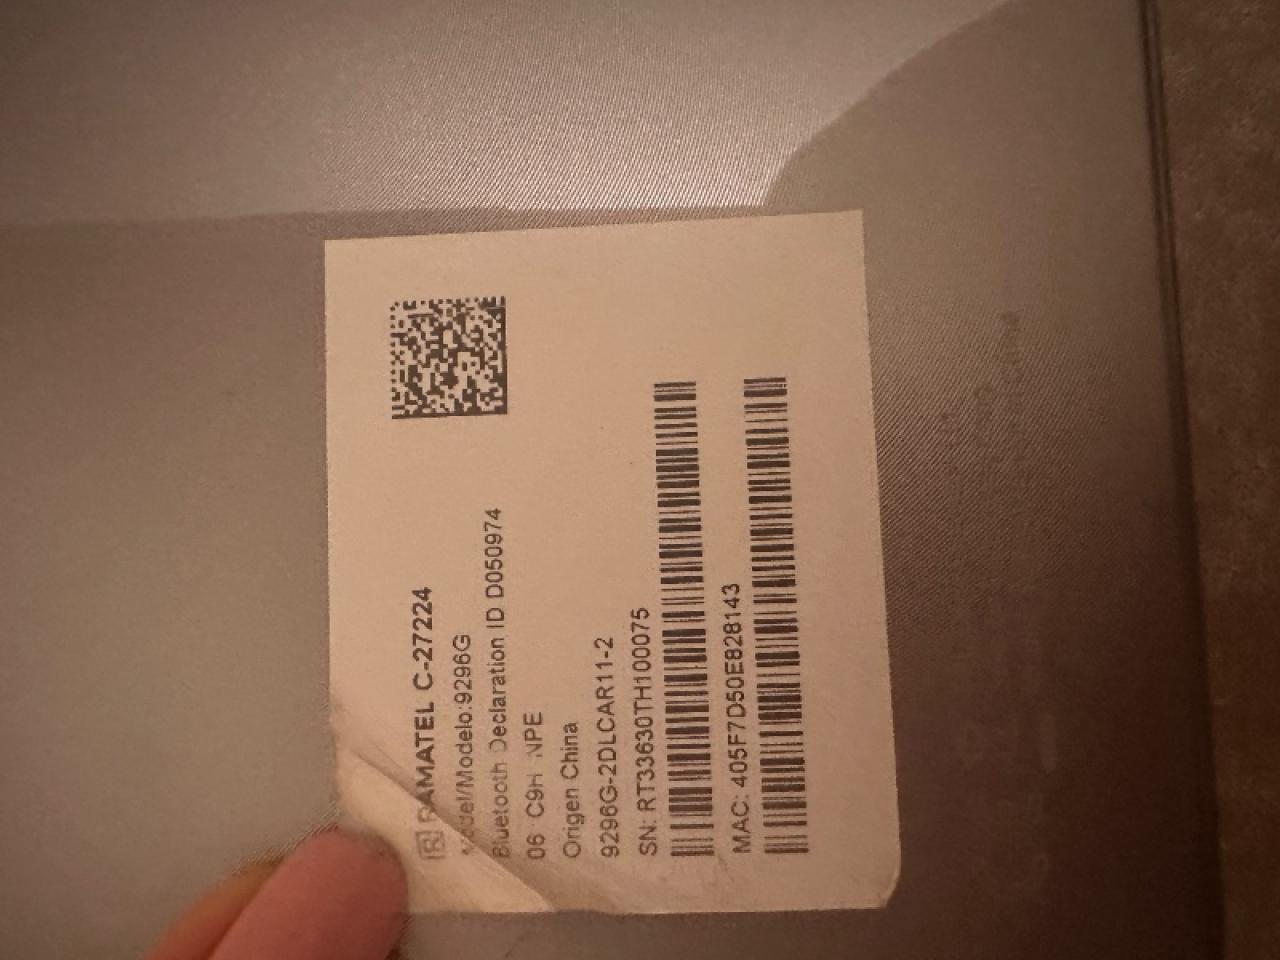 RAMATEL C-27224
Model/Modelo:9296G
Bluetooth Declaration ID D050974
06 C9H NPE
Origen China
9296G-2DLCAR11-2
SN: RT33630TH100075
MAC: 405F7D50E828143